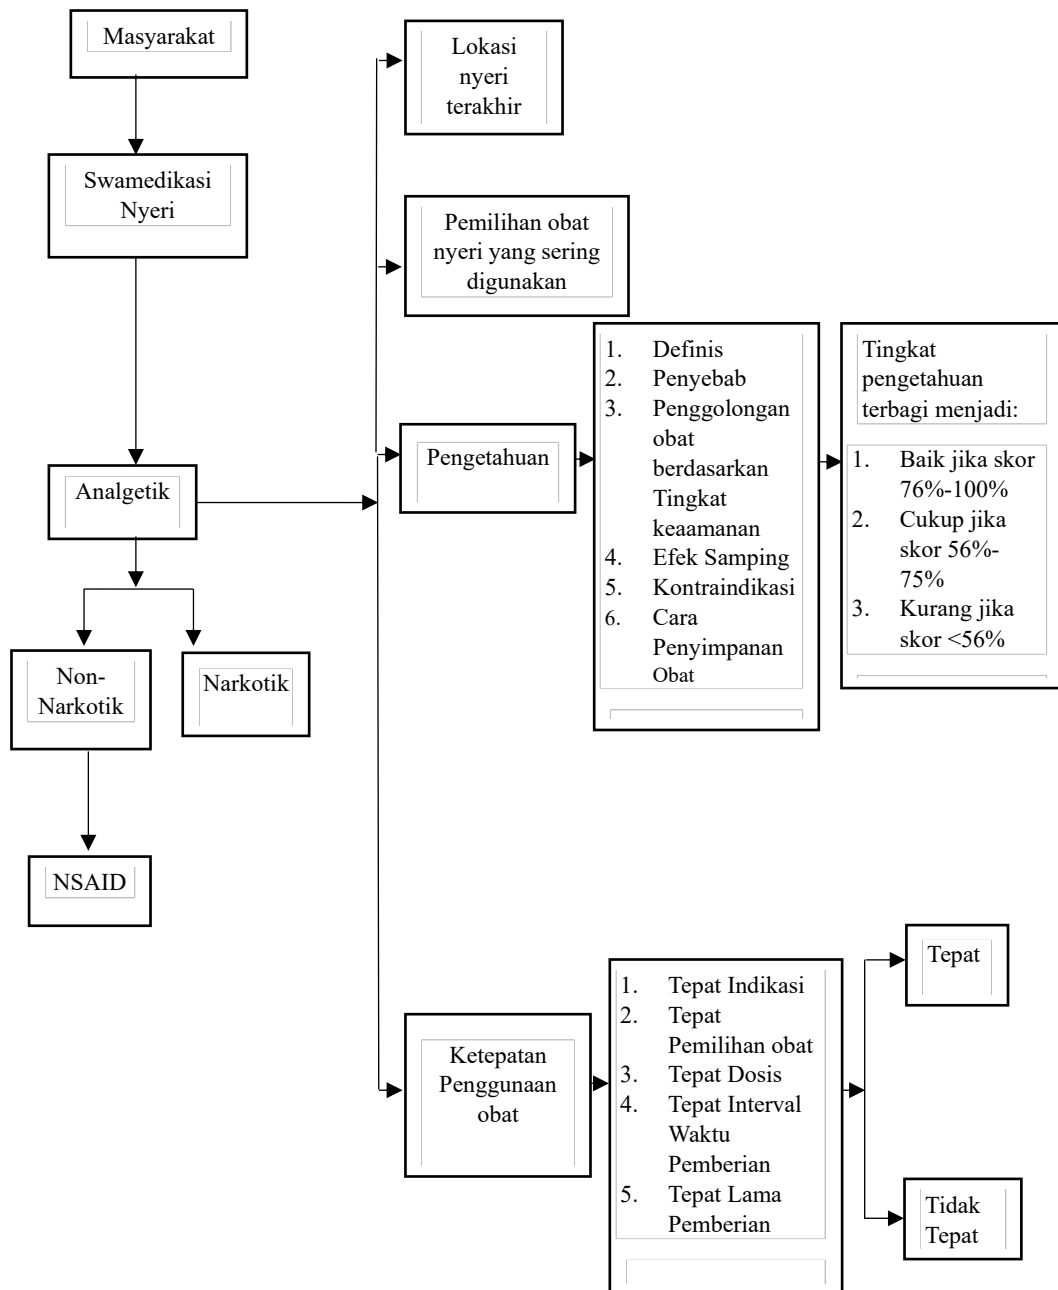 Masyarakat
Swamedikasi
Nyeri
Analgetik
Non-
Narkotik
Narkotik
NSAID
Lokasi
nyeri
terakhir
Pemilihan obat
nyeri yang sering
digunakan
Pengetahuan
1. Definis
2. Penyebab
3. Penggolongan
obat
berdasarkan
Tingkat
keaamanan
4. Efek Samping
5. Kontraindikasi
6. Cara
Penyimpanan
Obat
Tingkat
pengetahuan
terbagi menjadi:
1. Baik jika skor
76%-100%
2. Cukup jika
skor 56%-
75%
3. Kurang jika
skor <56%
Ketepatan
Penggunaan
obat
1. Tepat Indikasi
2. Tepat
Pemilihan obat
3. Tepat Dosis
4. Tepat Interval
Waktu
Pemberian
5. Tepat Lama
Pemberian
Tepat
Tidak
Tepat